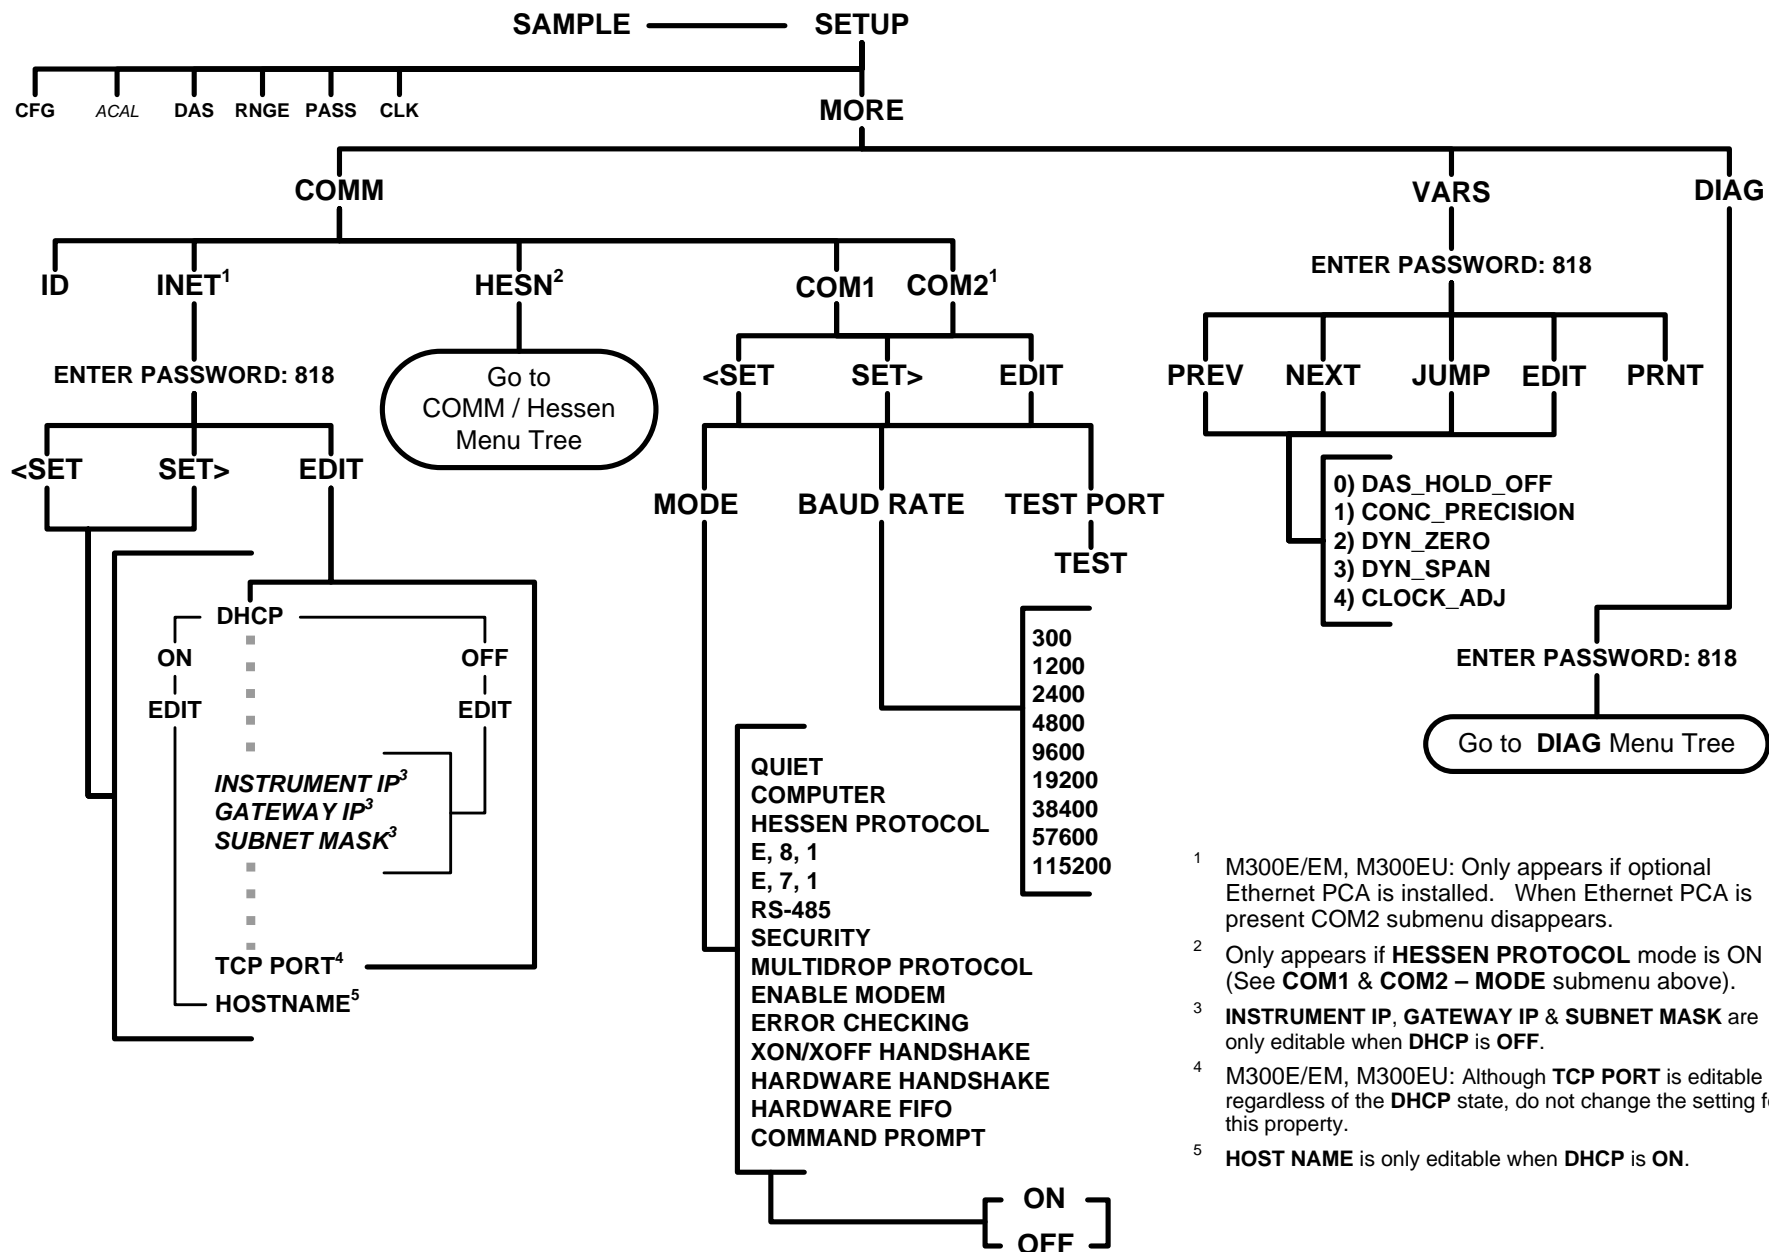 SAMPLE SETUP
CFG ACAL DAS RNGE PASS CLK MORE
COMM VARS DIAG
ID INET1 HESN2 COM1 COM21
ENTER PASSWORD: 818
ENTER PASSWORD: 818
Go to
COMM / Hessen
Menu Tree
<SET SET> EDIT
PREV NEXT JUMP EDIT PRNT
<SET SET> EDIT
MODE BAUD RATE TEST PORT
TEST
0) DAS_HOLD_OFF
1) CONC_PRECISION
2) DYN_ZERO
3) DYN_SPAN
4) CLOCK_ADJ
DHCP
ON OFF
EDIT EDIT
INSTRUMENT IP3
GATEWAY IP3
SUBNET MASK3
TCP PORT4
HOSTNAME5
300
1200
2400
4800
9600
19200
38400
57600
115200
ENTER PASSWORD: 818
Go to DIAG Menu Tree
QUIET
COMPUTER
HESSEN PROTOCOL
E, 8, 1
E, 7, 1
RS-485
SECURITY
MULTIDROP PROTOCOL
ENABLE MODEM
ERROR CHECKING
XON/XOFF HANDSHAKE
HARDWARE HANDSHAKE
HARDWARE FIFO
COMMAND PROMPT
ON
OFF
1 M300E/EM, M300EU: Only appears if optional
Ethernet PCA is installed. When Ethernet PCA is
present COM2 submenu disappears.
2 Only appears if HESSEN PROTOCOL mode is ON
(See COM1 & COM2 – MODE submenu above).
3 INSTRUMENT IP, GATEWAY IP & SUBNET MASK are
only editable when DHCP is OFF.
4 M300E/EM, M300EU: Although TCP PORT is editable
regardless of the DHCP state, do not change the setting
this property.
5 HOST NAME is only editable when DHCP is ON.